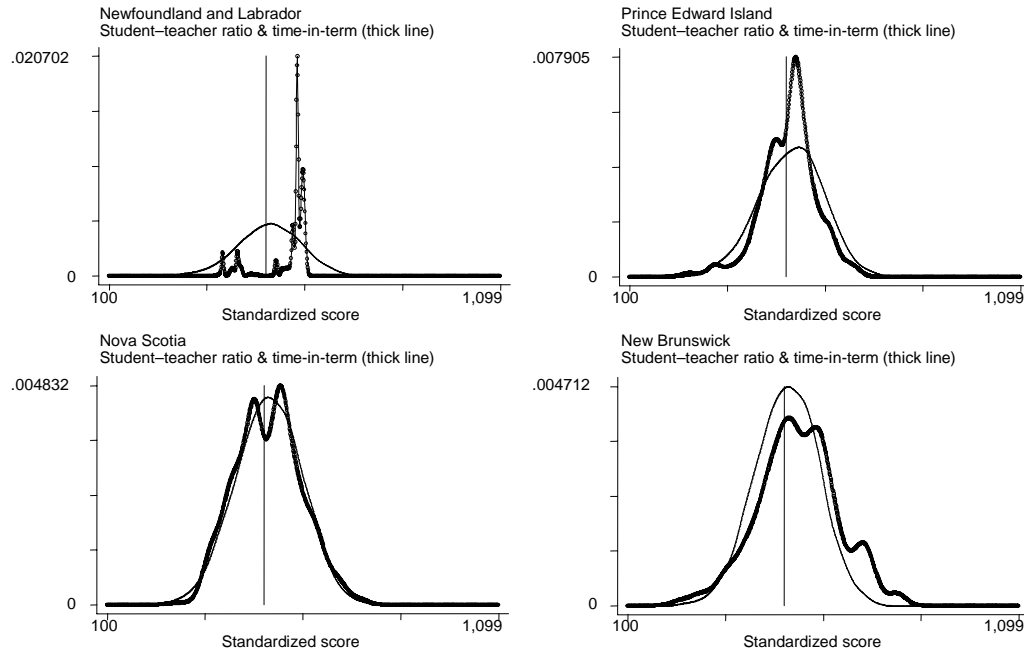 Newfoundland and Labrador
Student–teacher ratio & time-in-term (thick line)
.020702
0
100
1,099
Standardized score
Prince Edward Island
Student–teacher ratio & time-in-term (thick line)
.007905
0
100
1,099
Standardized score
Nova Scotia
Student–teacher ratio & time-in-term (thick line)
.004832
0
100
1,099
Standardized score
New Brunswick
Student–teacher ratio & time-in-term (thick line)
.004712
0
100
1,099
Standardized score